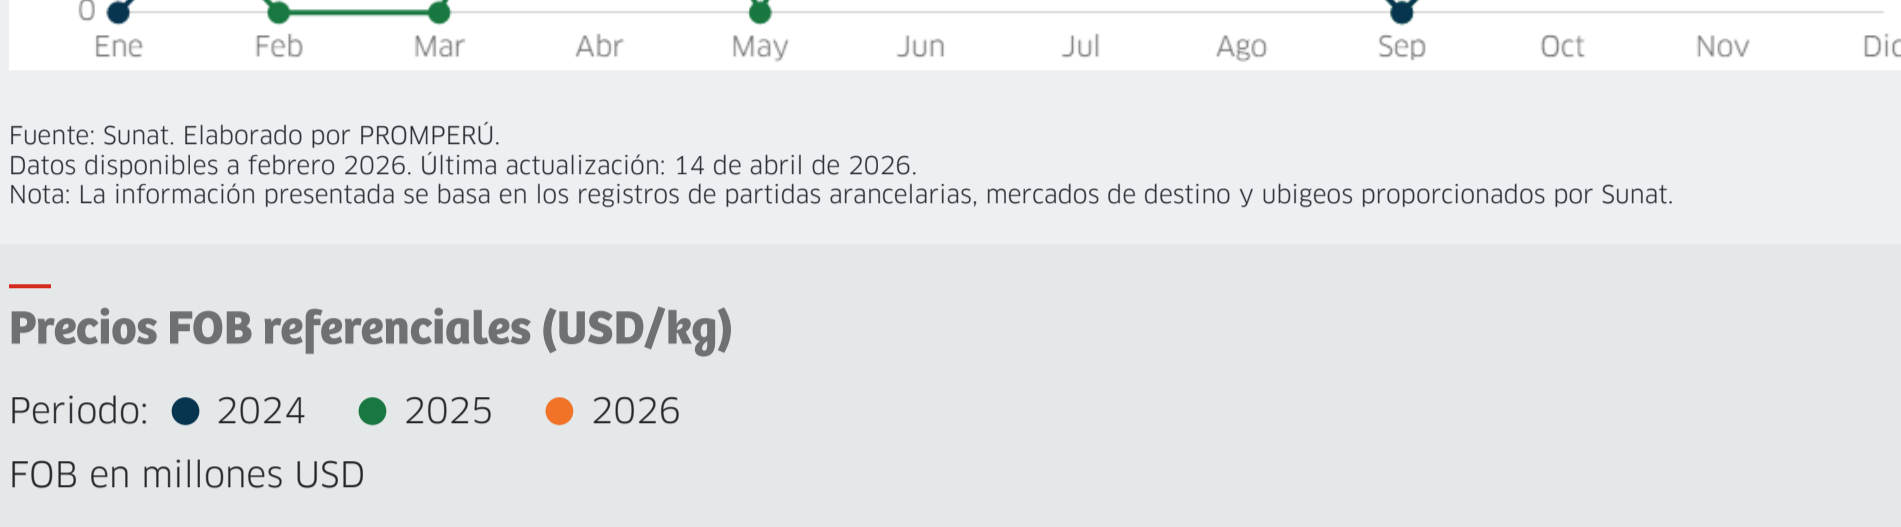 0
Ene Feb Mar Abr May Jun Jul Ago Sep Oct Nov Dic
Fuente: Sunat. Elaborado por PROMPERÚ.
Datos disponibles a febrero 2026. Última actualización: 14 de abril de 2026.
Nota: La información presentada se basa en los registros de partidas arancelarias, mercados de destino y ubigeos proporcionados por Sunat.
Precios FOB referenciales (USD/kg)
Periodo: 2024 2025 2026
FOB en millones USD